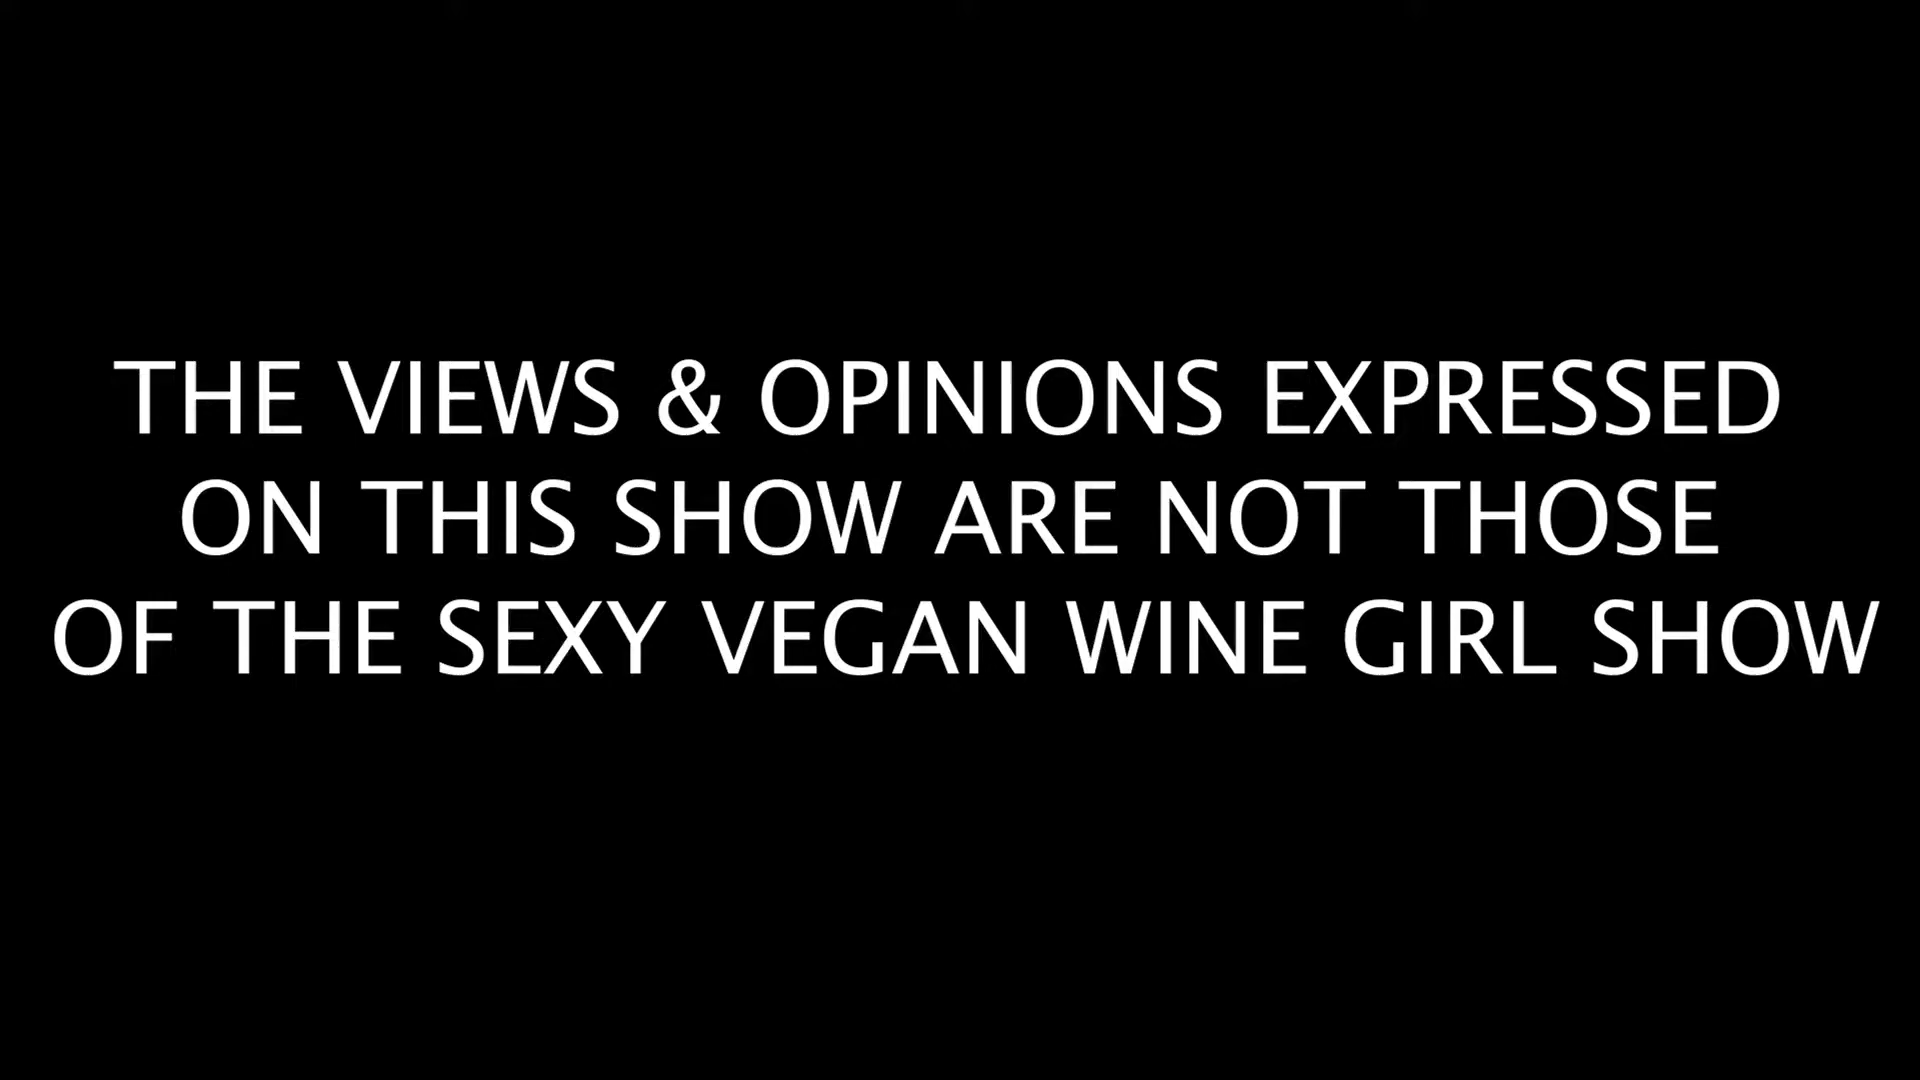 THE VIEWS & OPINIONS EXPRESSED
ON THIS SHOW ARE NOT THOSE
OF THE SEXY VEGAN WINE GIRL SHOW